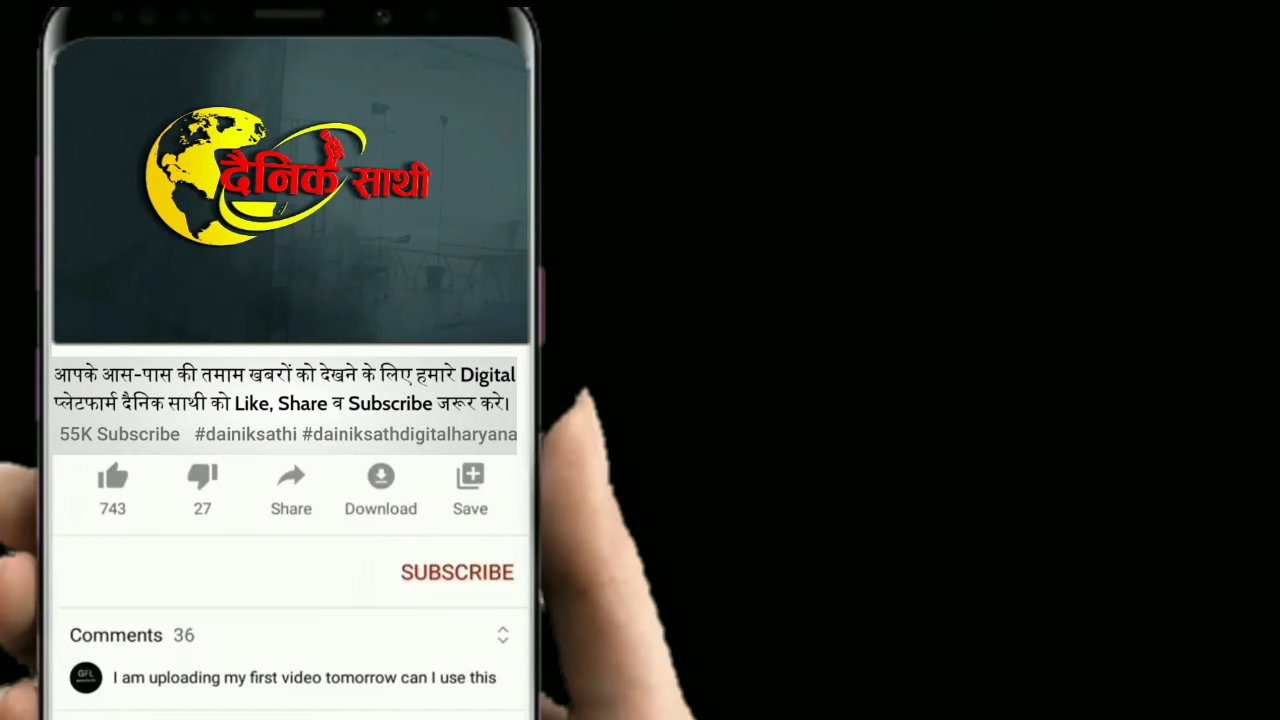 दैनिक साथी
आपके आस-पास की तमाम खबरों को देखने के लिए हमारे Digital
प्लेटफार्म दैनिक साथी को Like, Share व Subscribe जरूर करे।
55K Subscribe #dainiksathi #dainiksathdigitalharyana
743 27 Share Download Save
SUBSCRIBE
Comments 36
GFL
I am uploading my first video tomorrow can I use this